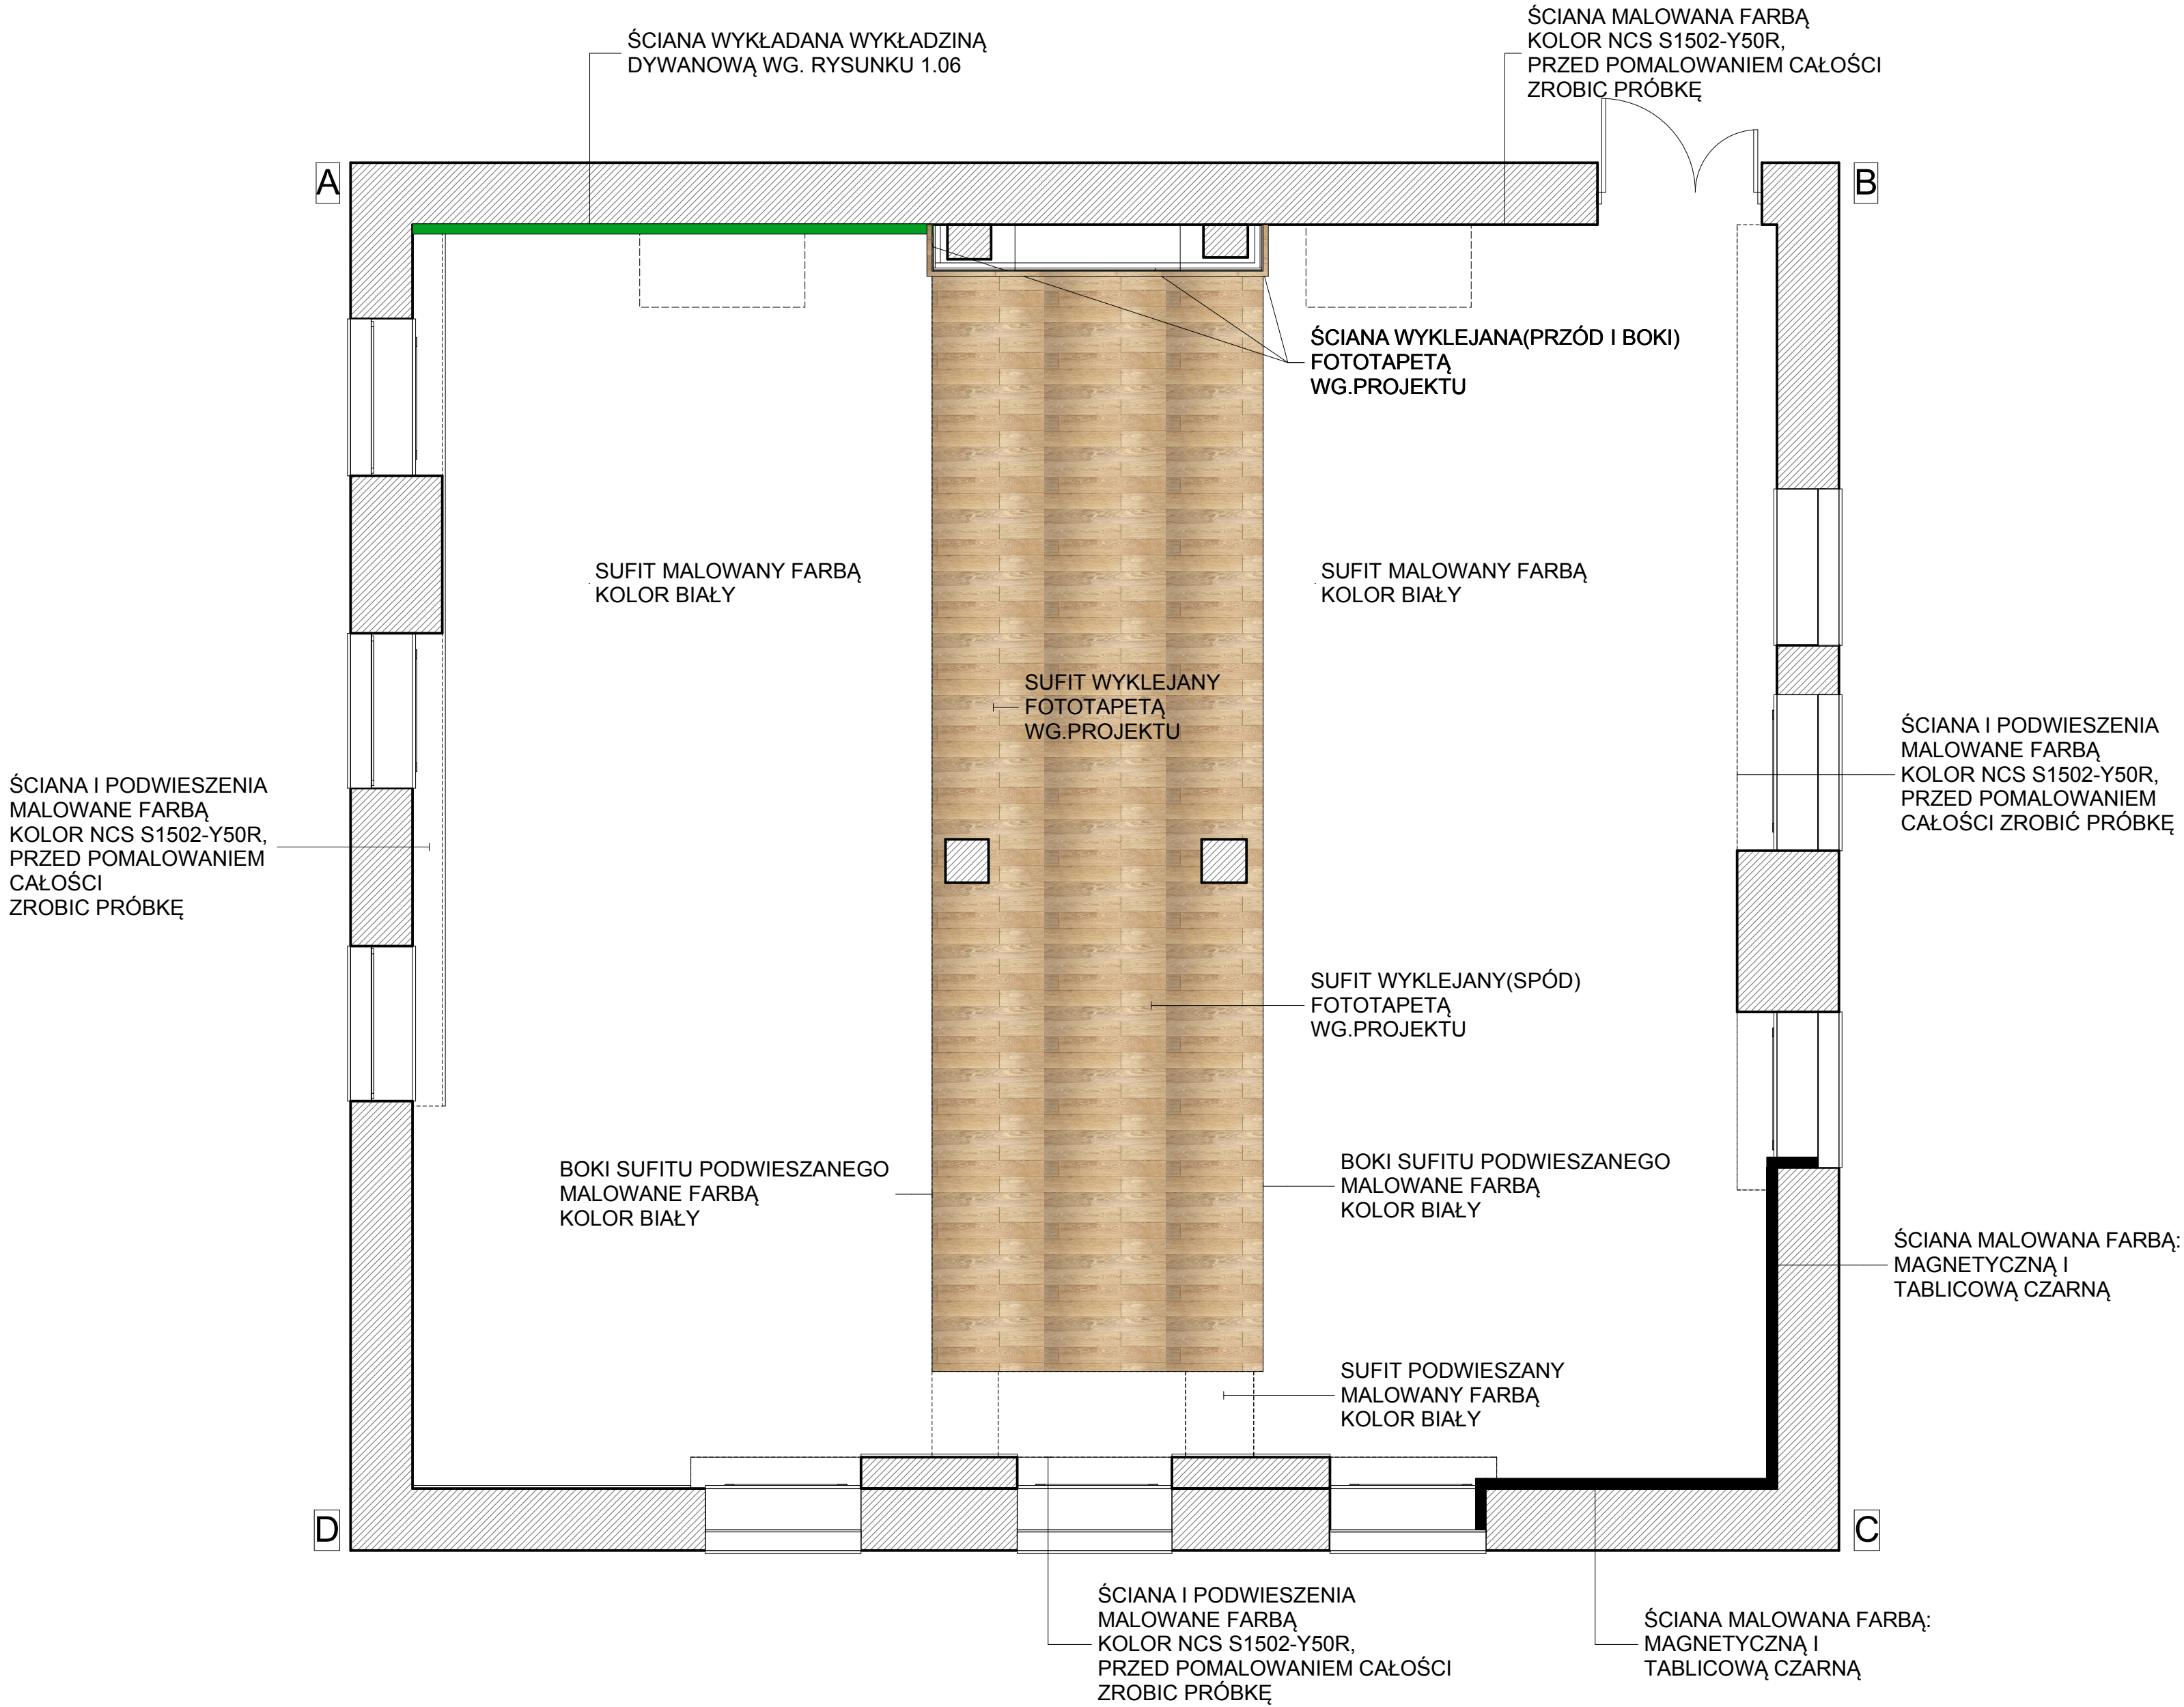 ŚCIANA WYKŁADANA WYKŁADZINĄ
DYWANOWĄ WG. RYSUNKU 1.06
ŚCIANA MALOWANA FARBĄ
KOLOR NCS S1502-Y50R,
PRZED POMALOWANIEM CAŁOŚCI
ZROBIC PRÓBKĘ
A
B
ŚCIANA WYKLEJANA(PRZÓD I BOKI)
FOTOTAPETĄ
WG.PROJEKTU
SUFIT MALOWANY FARBĄ
KOLOR BIAŁY
SUFIT MALOWANY FARBĄ
KOLOR BIAŁY
SUFIT WYKLEJANY
FOTOTAPETĄ
WG.PROJEKTU
ŚCIANA I PODWIESZENIA
MALOWANE FARBĄ
KOLOR NCS S1502-Y50R,
PRZED POMALOWANIEM
CAŁOŚCI
ZROBIC PRÓBKĘ
ŚCIANA I PODWIESZENIA
MALOWANE FARBĄ
KOLOR NCS S1502-Y50R,
PRZED POMALOWANIEM
CAŁOŚCI ZROBIĆ PRÓBKĘ
SUFIT WYKLEJANY(SPÓD)
FOTOTAPETĄ
WG.PROJEKTU
BOKI SUFITU PODWIESZANEGO
MALOWANE FARBĄ
KOLOR BIAŁY
BOKI SUFITU PODWIESZANEGO
MALOWANE FARBĄ
KOLOR BIAŁY
ŚCIANA MALOWANA FARBĄ:
MAGNETYCZNĄ I
TABLICOWĄ CZARNĄ
SUFIT PODWIESZANY
MALOWANY FARBĄ
KOLOR BIAŁY
D
C
ŚCIANA I PODWIESZENIA
MALOWANE FARBĄ
KOLOR NCS S1502-Y50R,
PRZED POMALOWANIEM CAŁOŚCI
ZROBIC PRÓBKĘ
ŚCIANA MALOWANA FARBĄ:
MAGNETYCZNĄ I
TABLICOWĄ CZARNĄ